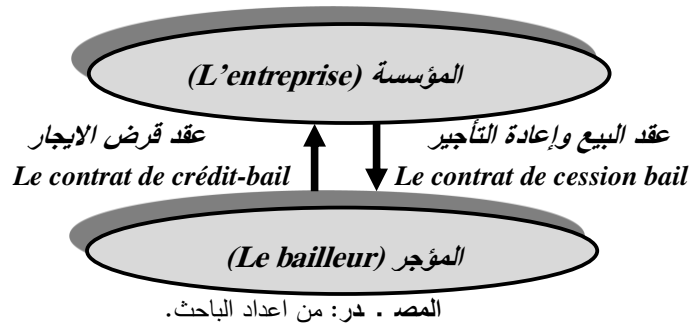 المؤسسة (L'entreprise)
عقد البيع وإعادة التأجير عقد قرض الايجار
Le contrat de crédit-bail Le contrat de cession bail
المؤجر (Le bailleur)
المصـ . ـدر: من اعداد الباحث.